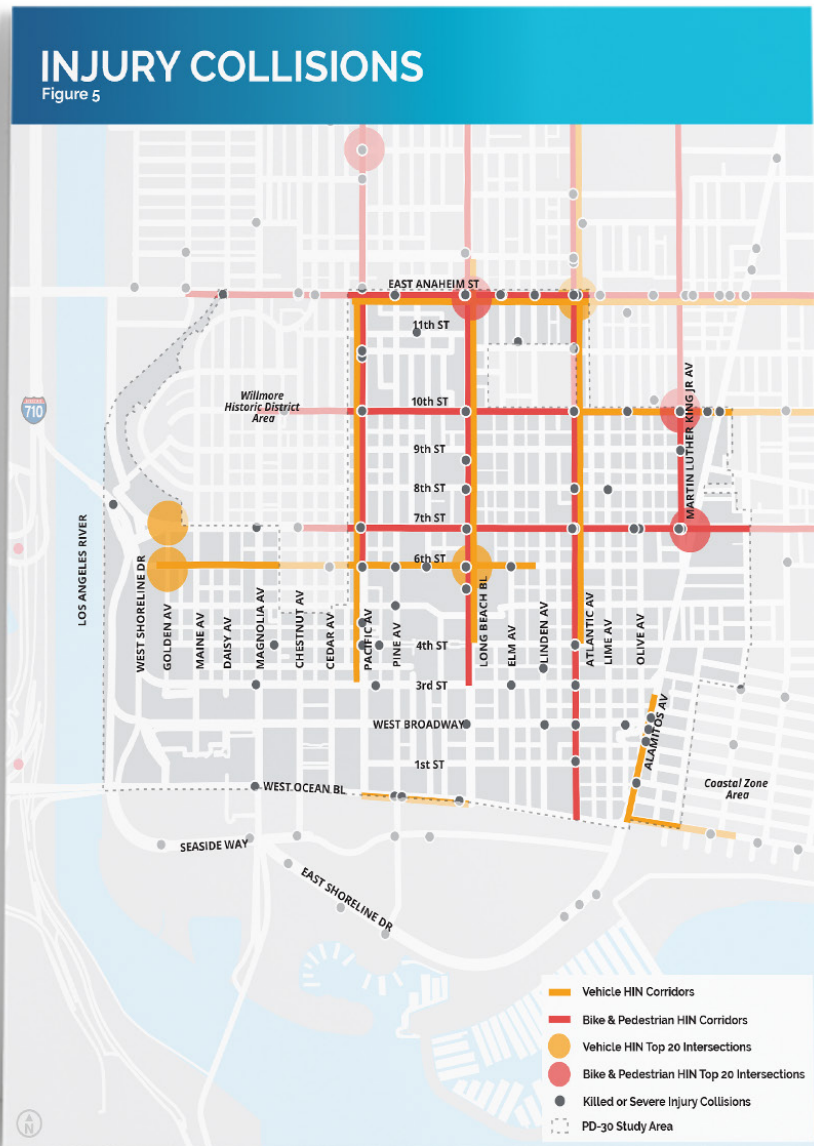 INJURY COLLISIONS
Figure 5
EAST ANAHEIM ST
11th ST
Willmore
Historic District
Area
10th ST
MARTIN LUTHER KING JR AV
INTERSTATE
710
9th ST
8th ST
7th ST
6th ST
LOS ANGELES RIVER
WEST SHORELINE DR
GOLDEN AV
MAINE AV
DAISY AV
MAGNOLIA AV
CHESTNUT AV
CEDAR AV
PACIFIC AV
PINE AV
LONG BEACH BL
ELM AV
LINDEN AV
ATLANTIC AV
LIME AV
OLIVE AV
4th ST
3rd ST
WEST BROADWAY
ALAMITOS AV
1st ST
WEST OCEAN BL
Coastal Zone
Area
SEASIDE WAY
EAST SHORELINE DR
Vehicle HIN Corridors
Bike & Pedestrian HIN Corridors
Vehicle HIN Top 20 Intersections
Bike & Pedestrian HIN Top 20 Intersections
Killed or Severe Injury Collisions
PD-30 Study Area
N